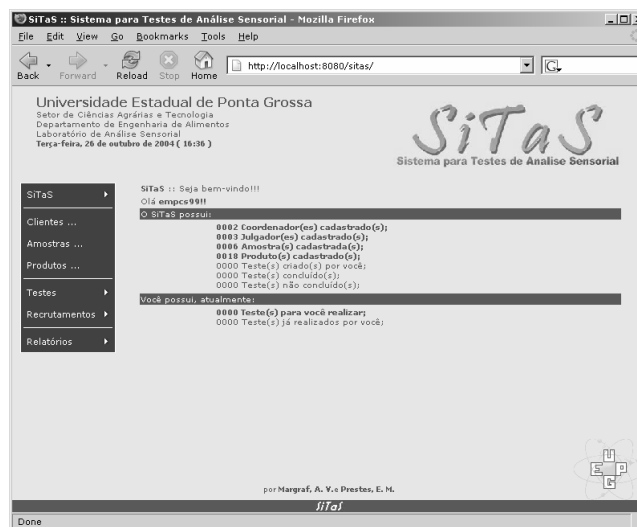 SiTaS :: Sistema para Testes de Análise Sensorial - Mozilla Firefox
File Edit View Go Bookmarks Tools Help
Back Forward Reload Stop Home http://localhost:8080/sitas/ G
Universidade Estadual de Ponta Grossa
Setor de Ciências Agrárias e Tecnologia
Departamento de Engenharia de Alimentos
Laboratório de Análise Sensorial
Terça-feira, 26 de outubro de 2004 ( 16:36 )
SiTaS
Sistema para Testes de Analise Sensorial
SiTaS
Clientes ...
Amostras ...
Produtos ...
Testes
Recrutamentos
Relatórios
SiTaS :: Seja bem-vindo!!!
Olá empcs99!!
O SiTaS possui:
0002 Coordenador(es) cadastrado(s);
0003 Julgador(es) cadastrado(s);
0006 Amostra(s) cadastrada(s);
0018 Produto(s) cadastrado(s);
0000 Teste(s) criado(s) por você;
0000 Teste(s) concluído(s);
0000 Teste(s) não concluído(s);
Você possui, atualmente:
0000 Teste(s) para você realizar;
0000 Teste(s) já realizados por você;
U
E P
G
por Margraf, A. V.e Prestes, E. M.
SiTaS
Done